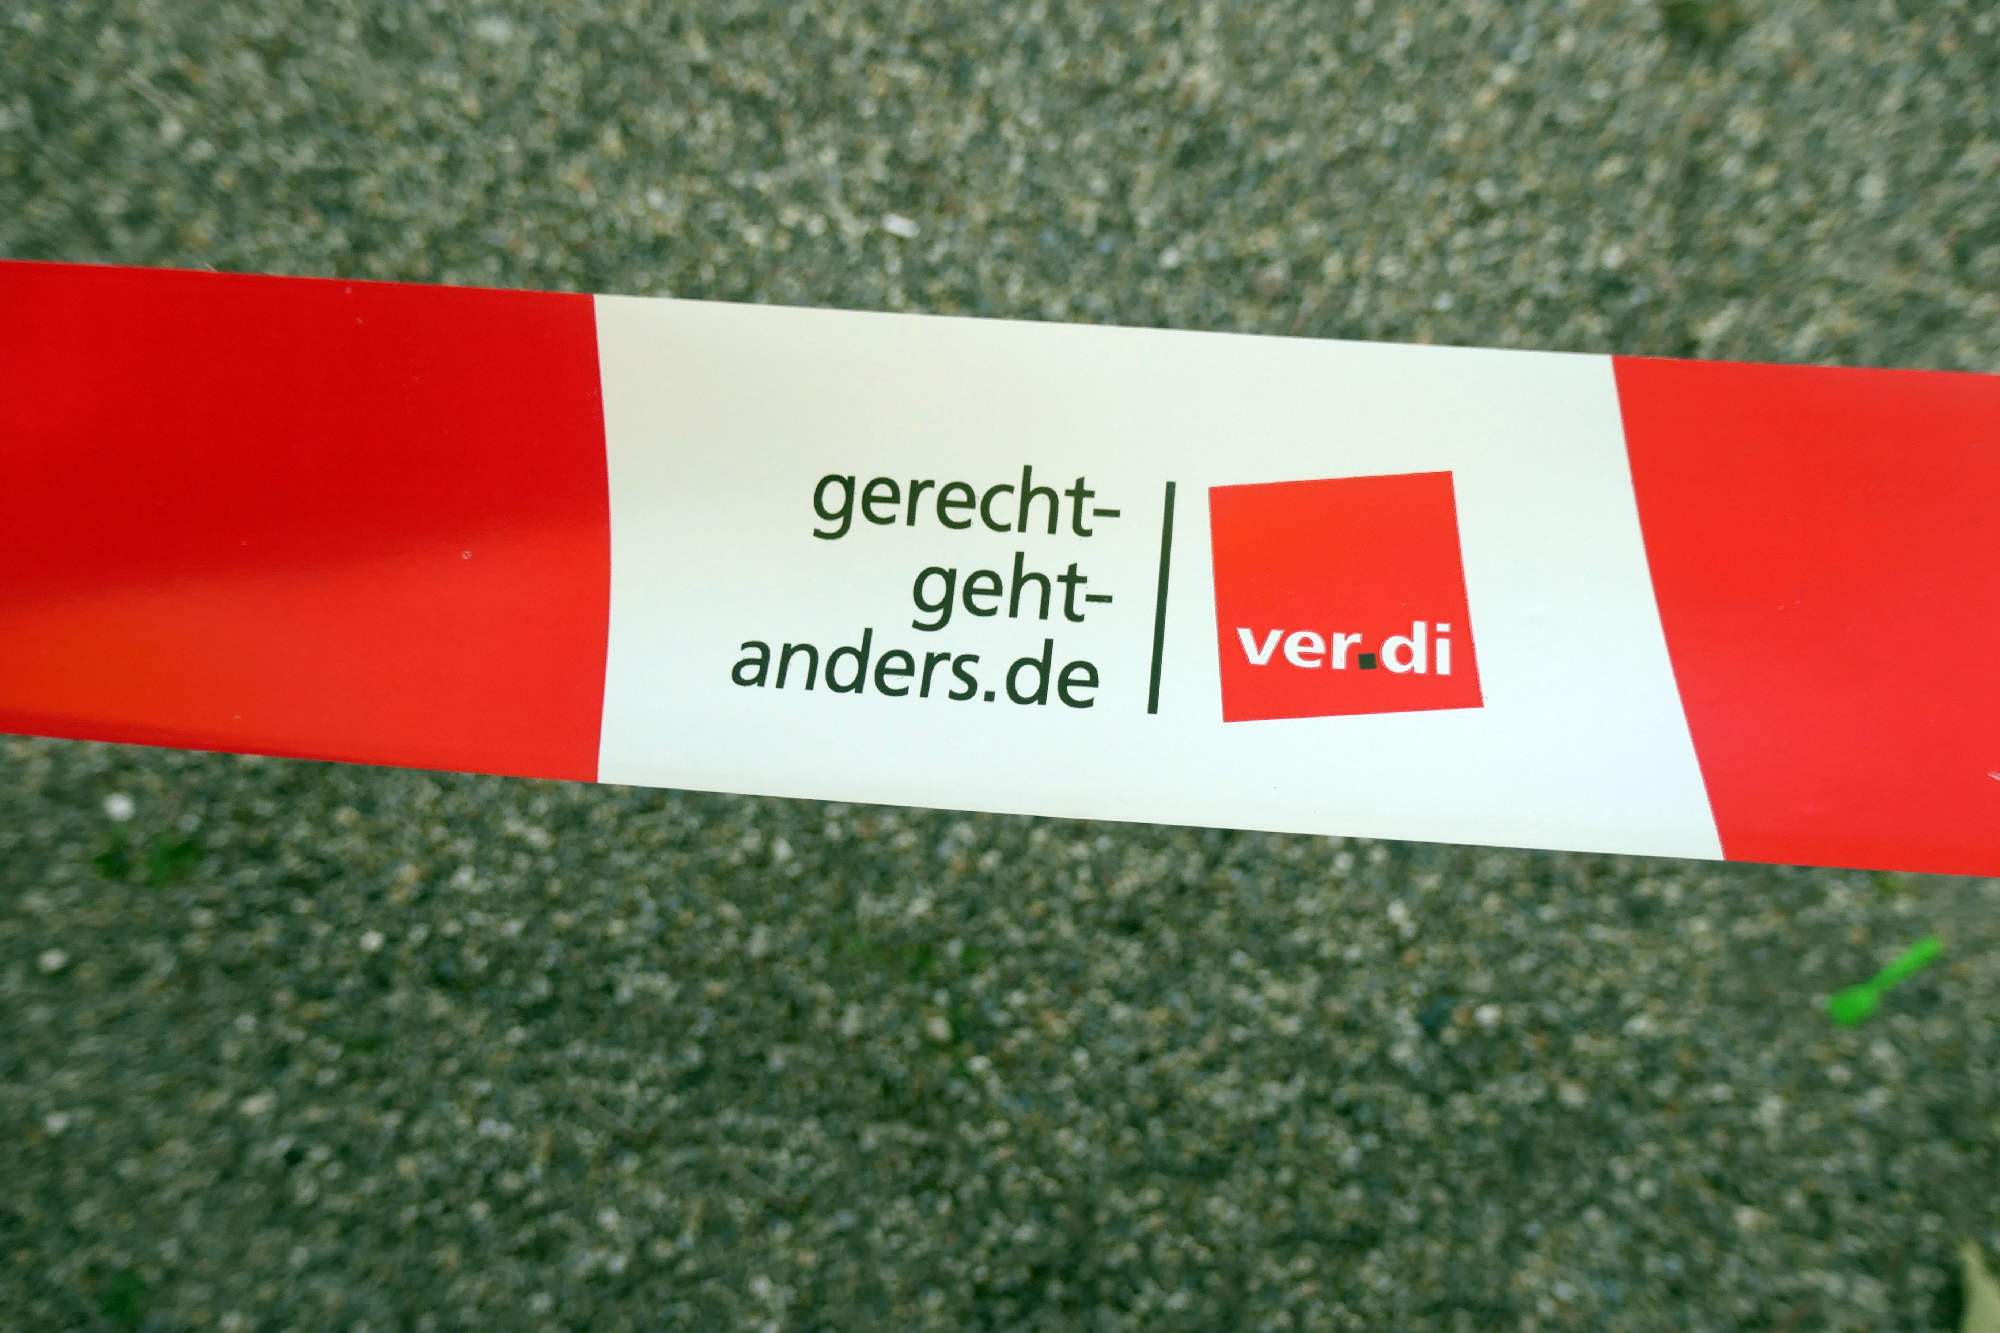 gerecht-
geht-
anders.de
ver.di